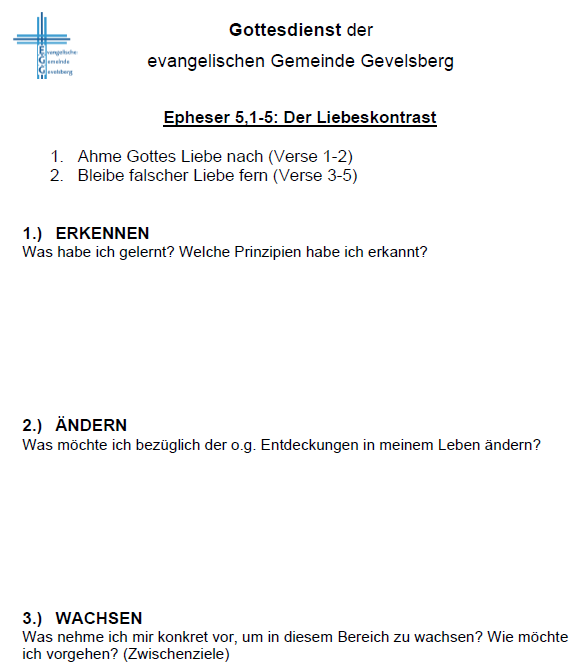 Gottesdienst der
evangelischen Gemeinde Gevelsberg
Evangelische
Gemeinde
Gevelsberg
Epheser 5,1-5: Der Liebeskontrast
1. Ahme Gottes Liebe nach (Verse 1-2)
2. Bleibe falscher Liebe fern (Verse 3-5)
1.) ERKENNEN
Was habe ich gelernt? Welche Prinzipien habe ich erkannt?
2.) ÄNDERN
Was möchte ich bezüglich der o.g. Entdeckungen in meinem Leben ändern?
3.) WACHSEN
Was nehme ich mir konkret vor, um in diesem Bereich zu wachsen? Wie möchte
ich vorgehen? (Zwischenziele)